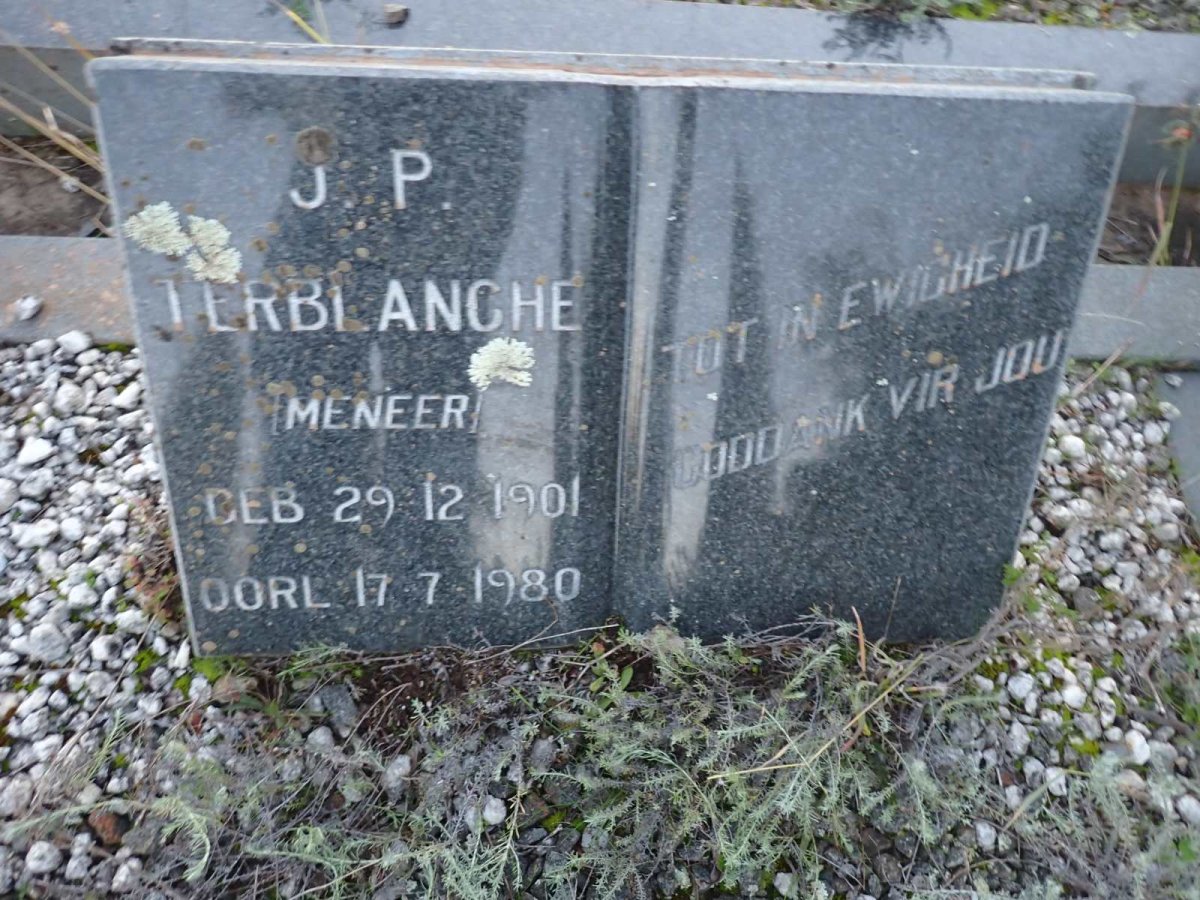 J. P.
TERBLANCHE
(MENEER)
GEB 29 12 1901
OORL 17 7 1980
TOT IN EWIGHEID
GODDANK VIR JOU